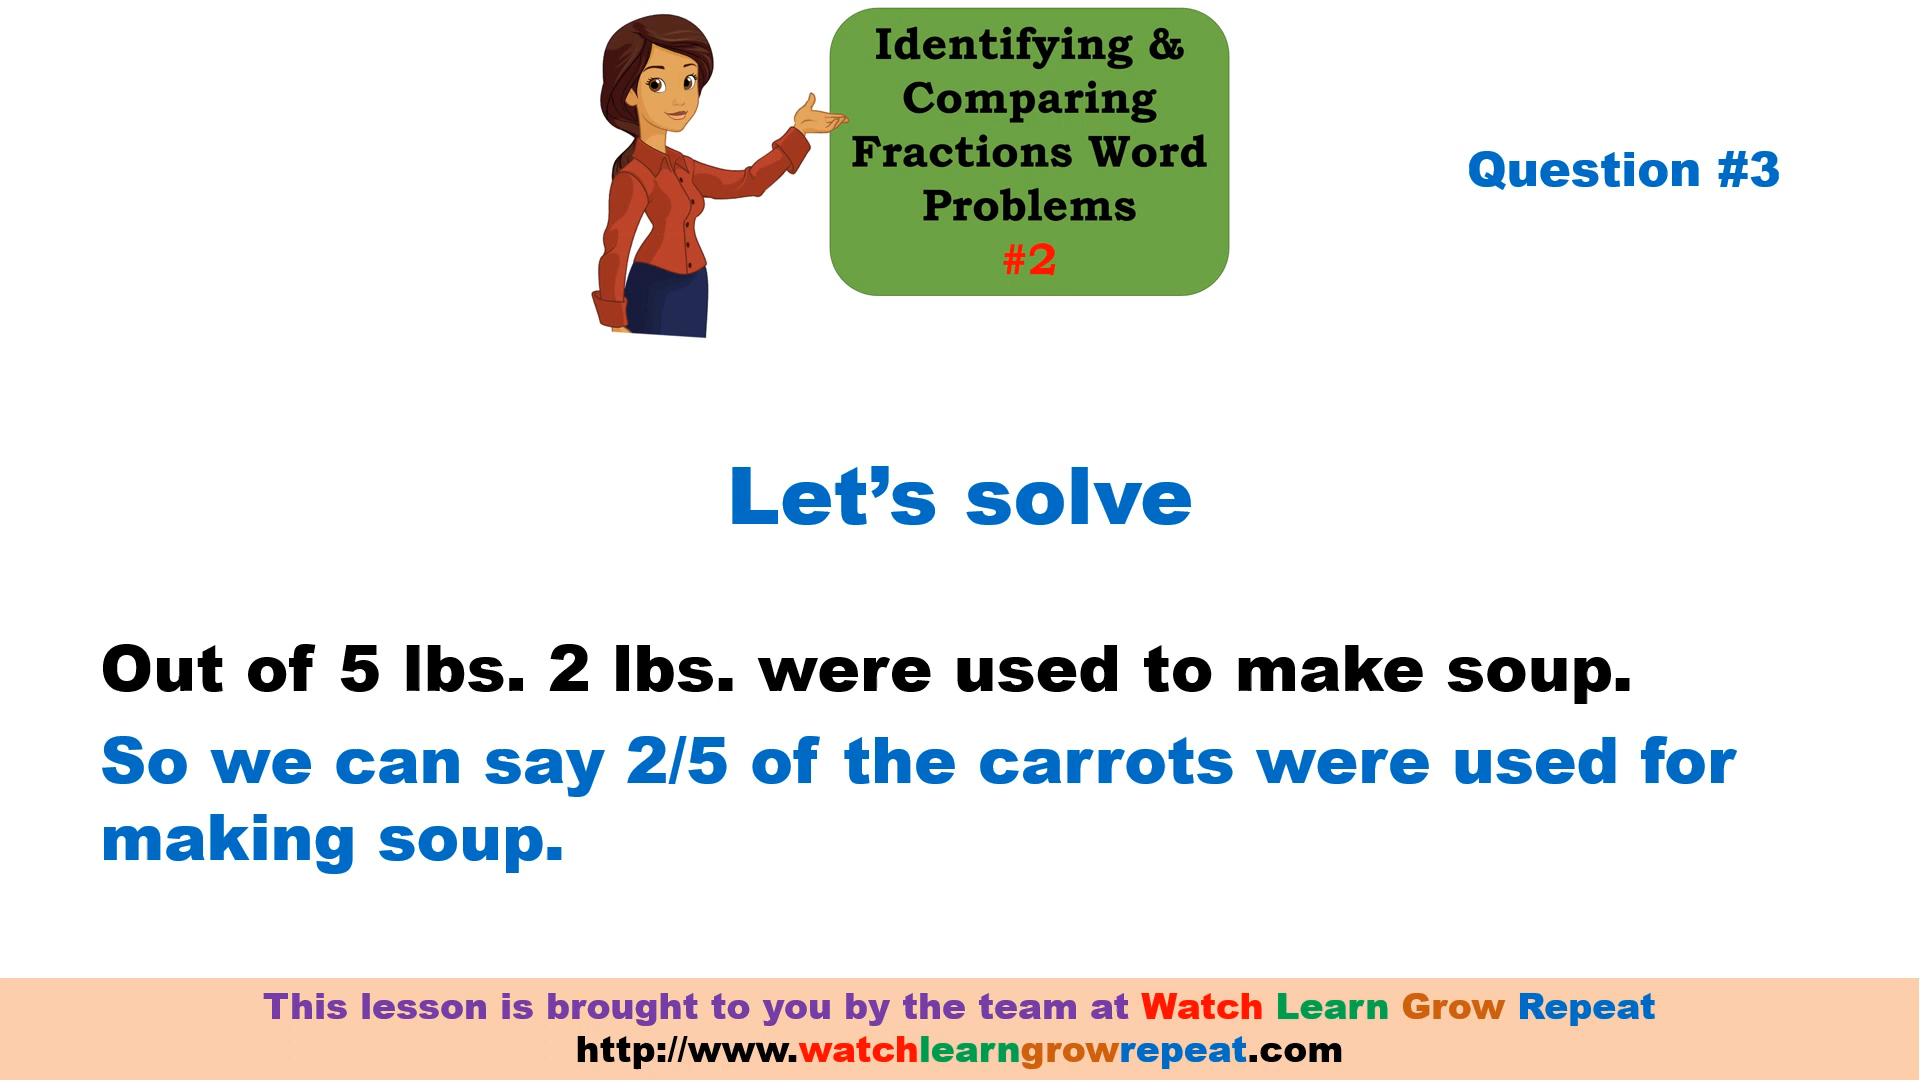 Identifying &
Comparing
Fractions Word
Problems
#2
Question #3
Let’s solve
Out of 5 lbs. 2 lbs. were used to make soup.
So we can say 2/5 of the carrots were used for
making soup.
This lesson is brought to you by the team at Watch Learn Grow Repeat
http://www.watchlearngrowrepeat.com